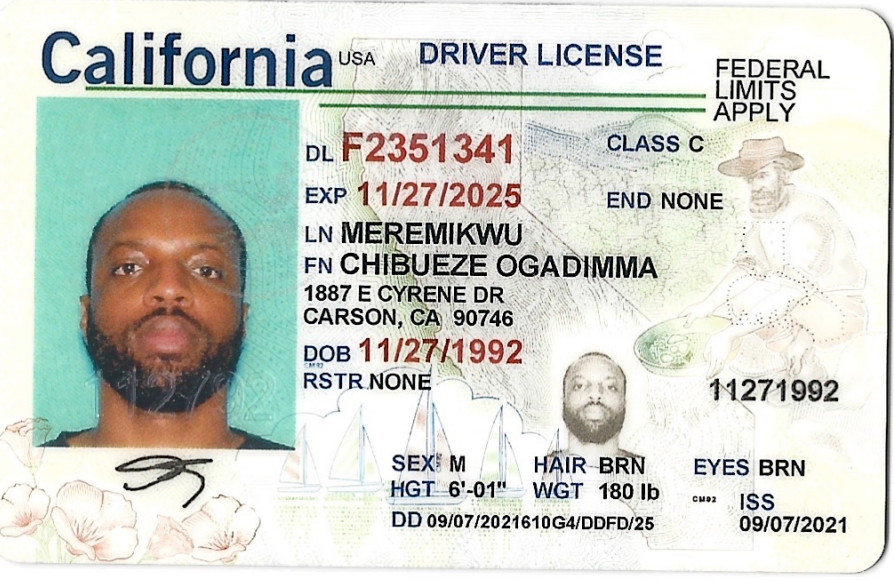 California USA DRIVER LICENSE
FEDERAL
LIMITS
APPLY
DL F2351341 CLASS C
EXP 11/27/2025 END NONE
LN MEREMIKWU
FN CHIBUEZE OGADIMMA
1887 E CYRENE DR
CARSON, CA 90746
DOB 11/27/1992
RSTR NONE
11271992
SEX M HAIR BRN EYES BRN
HGT 6'-01" WGT 180 lb
ISS
DD 09/07/2021610G4/DDFD/25 09/07/2021